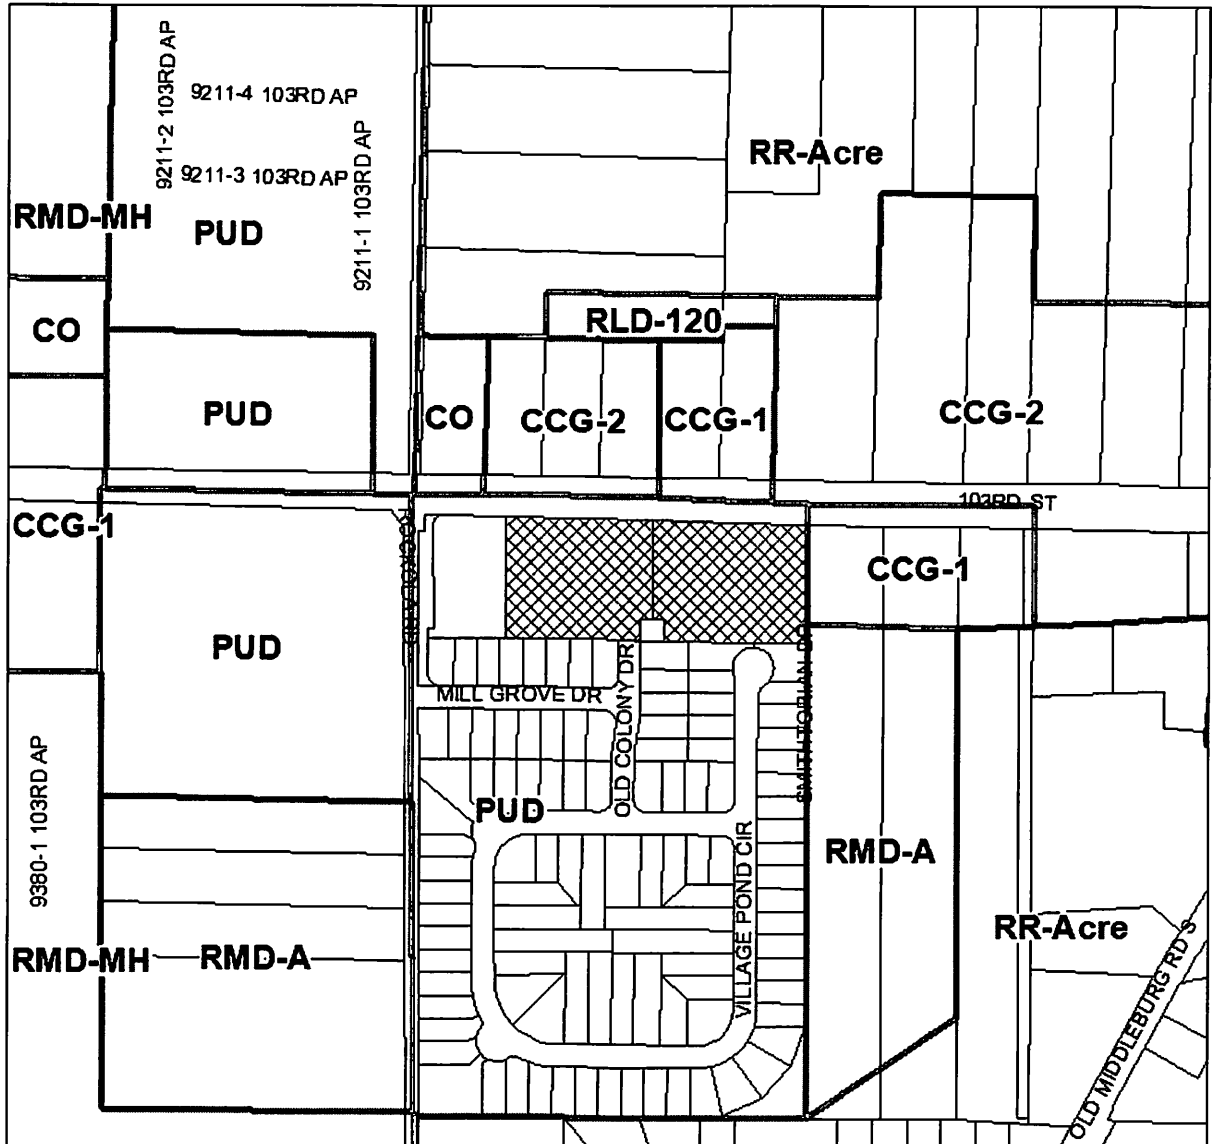 9211-2 103RD AP
9211-4 103RD AP
9211-3 103RD AP
9211-1 103RD AP
RR-Acre
RMD-MH
PUD
CO
RLD-120
PUD
CO
CCG-2
CCG-1
CCG-2
103RD ST
CCG-1
CCG-1
PUD
MILL GROVE DR
OLD COLONY DR
SMITHTORIAN DR
9380-1 103RD AP
PUD
VILLAGE POND CIR
RMD-A
RR-Acre
RMD-MH
RMD-A
OLD MIDDLEBURG RD S